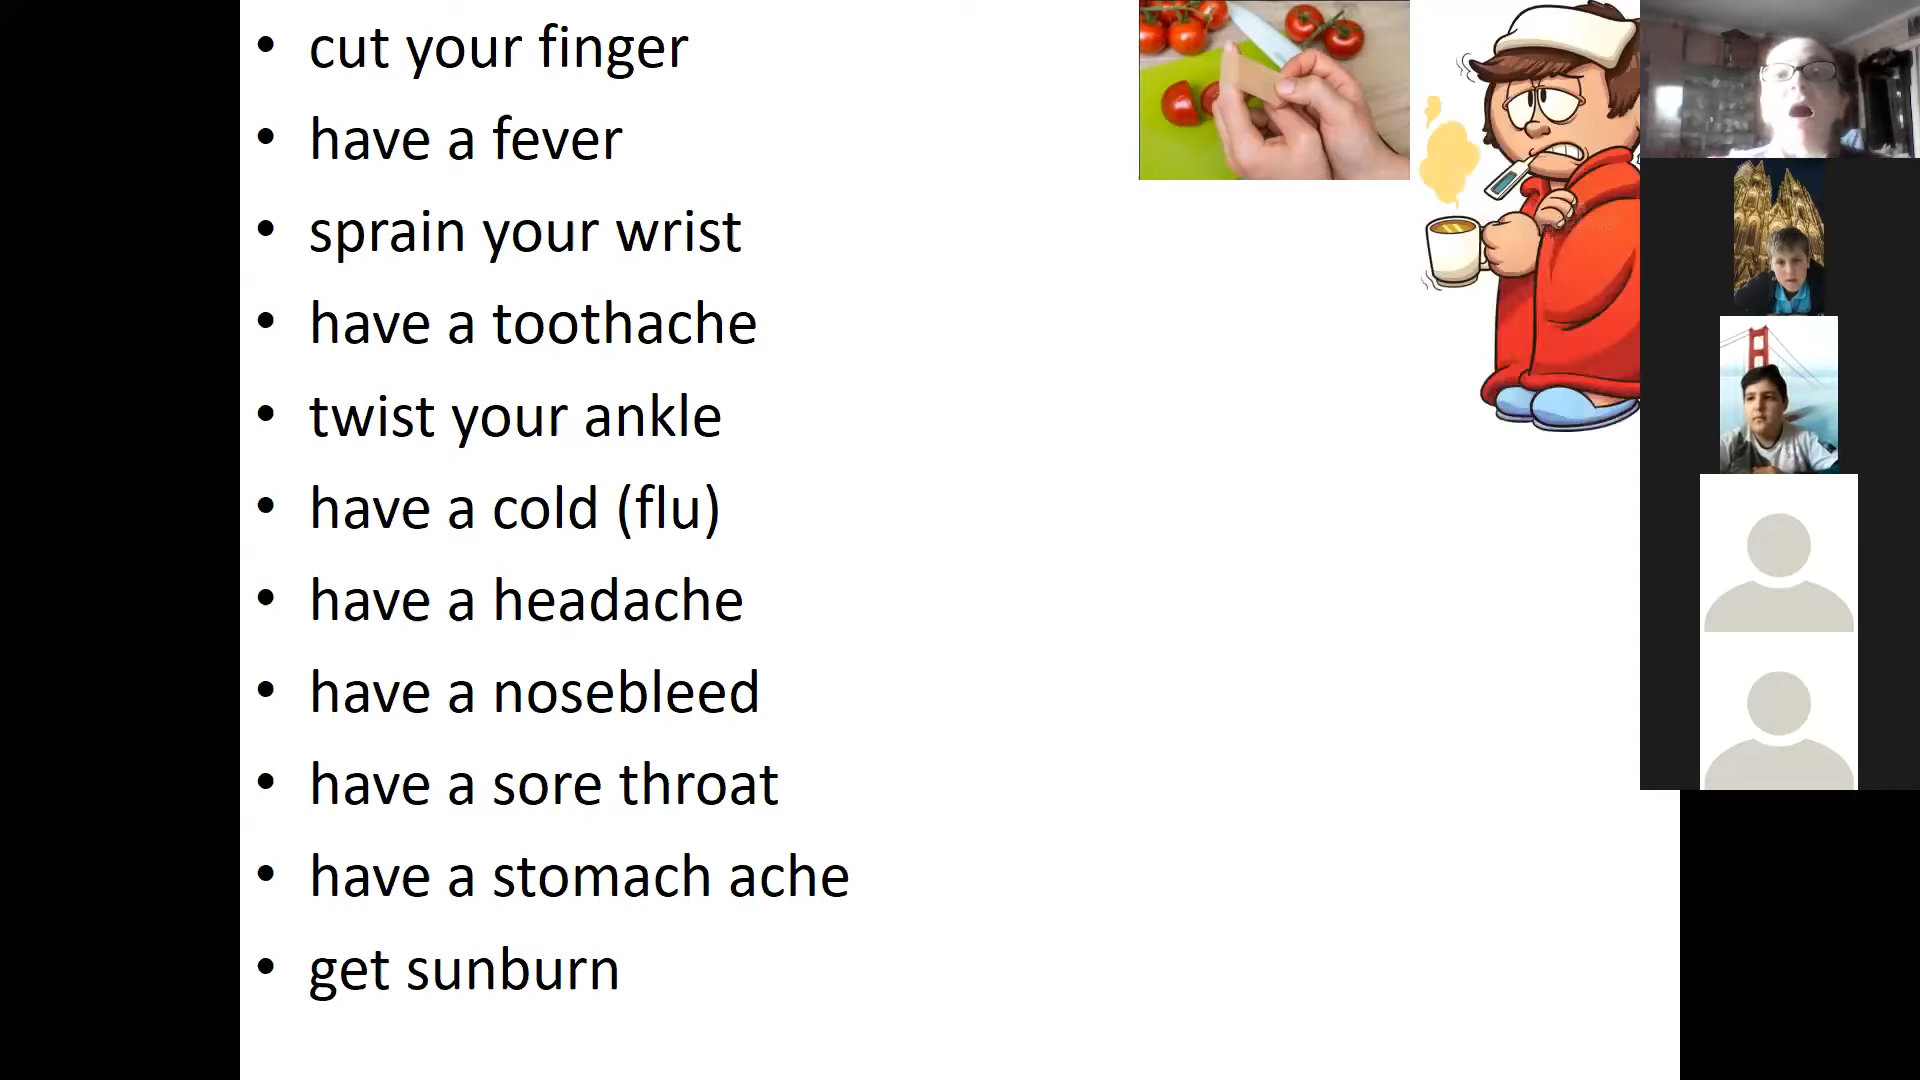 • cut your finger
• have a fever
• sprain your wrist
• have a toothache
• twist your ankle
• have a cold (flu)
• have a headache
• have a nosebleed
• have a sore throat
• have a stomach ache
• get sunburn